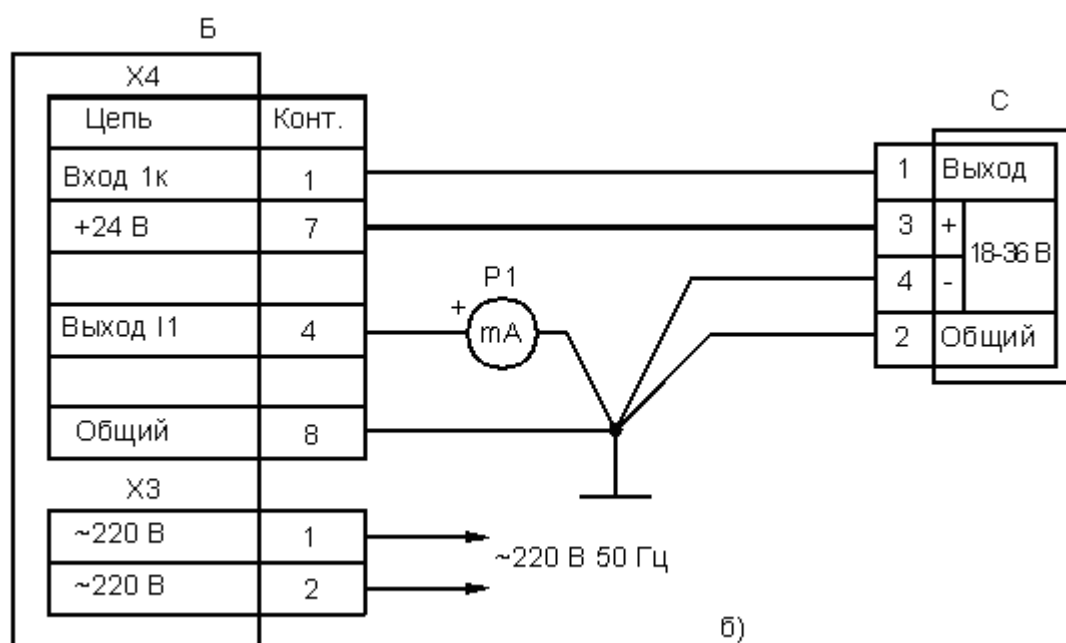 Б
X4
Цепь Конт.
Вход 1к 1
+24 В 7
Выход I1 4
Общий 8
X3
~220 В 1
~220 В 2
~220 В 50 Гц
P1
+
mA
С
1 Выход
3 +
18-36 В
4 -
2 Общий
б)